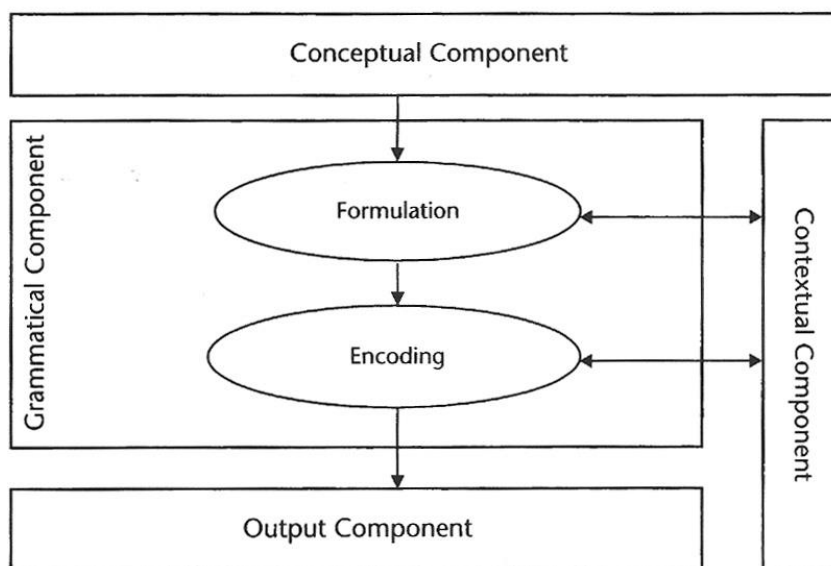 Conceptual Component
Grammatical Component
Formulation
Contextual Component
Encoding
Output Component